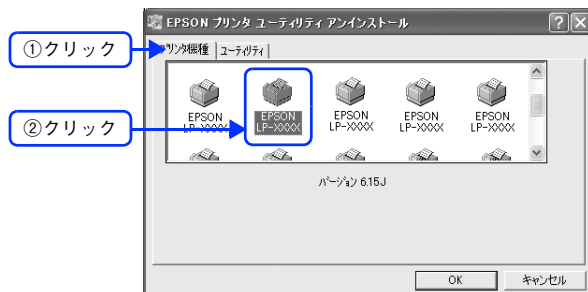 EPSON プリンタ ユーティリティ アンインストール
①クリック
プリンタ機種
ユーティリティ
②クリック
EPSON LP-XXXX
EPSON LP-XXXX
EPSON LP-XXXX
EPSON LP-XXXX
EPSON LP-XXXX
バージョン 6.15J
OK
キャンセル